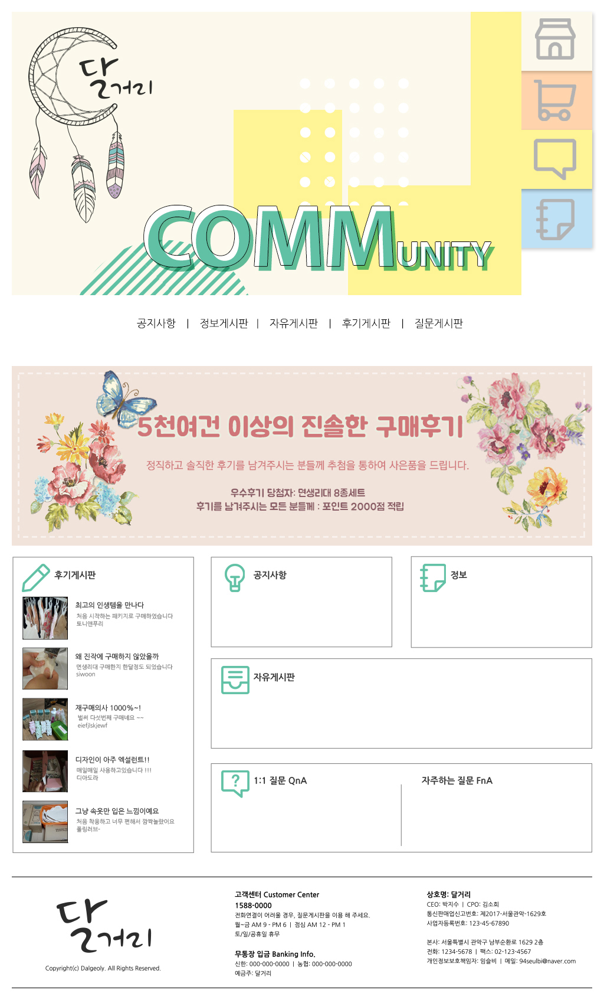 달거리
COMMUNITY
공지사항 | 정보게시판 | 자유게시판 | 후기게시판 | 질문게시판
5천여건 이상의 진솔한 구매후기
정직하고 솔직한 후기를 남겨주시는 분들께 추첨을 통하여 사은품을 드립니다.
우수후기 당첨자: 면생리대 8종세트
후기를 남겨주시는 모든 분들께 : 포인트 2000점 적립
후기게시판
최고의 인생템을 만나다
처음 시작하는 패키지로 구매하였습니다
토니앤푸리
왜 진작에 구매하지 않았을까
면생리대 구매한지 한달정도 되었습니다
siwoon
재구매의사 1000%~!
벌써 다섯번째 구매네요 ~~
eiefjlskjewf
디자인이 아주 엑설런트!!
매일매일 사용하고있습니다 !!!
디아도라
그냥 속옷만 입은 느낌이예요
처음 착용하고 너무 편해서 깜짝놀랐어요
풀링러브~
공지사항
정보
자유게시판
1:1 질문 QnA
자주하는 질문 FnA
달거리
Copyright(c) Dalgeoly. All Rights Reserved.
고객센터 Customer Center
1588-0000
전화연결이 어려울 경우, 질문게시판을 이용 해 주세요.
월~금 AM 9 - PM 6 | 점심 AM 12 - PM 1
토/일/공휴일 휴무
무통장 입금 Banking Info.
신한: 000-000-0000 | 농협: 000-000-0000
예금주: 달거리
상호명: 달거리
CEO: 박지수 | CPO: 김소희
통신판매업신고번호: 제2017-서울관악-1629호
사업자등록번호: 123-45-67890
본사: 서울특별시 관악구 남부순환로 1629 2층
전화: 1234-5678 | 팩스: 02-123-4567
개인정보보호책임자: 임슬비 | 메일: 94seulbi@naver.com